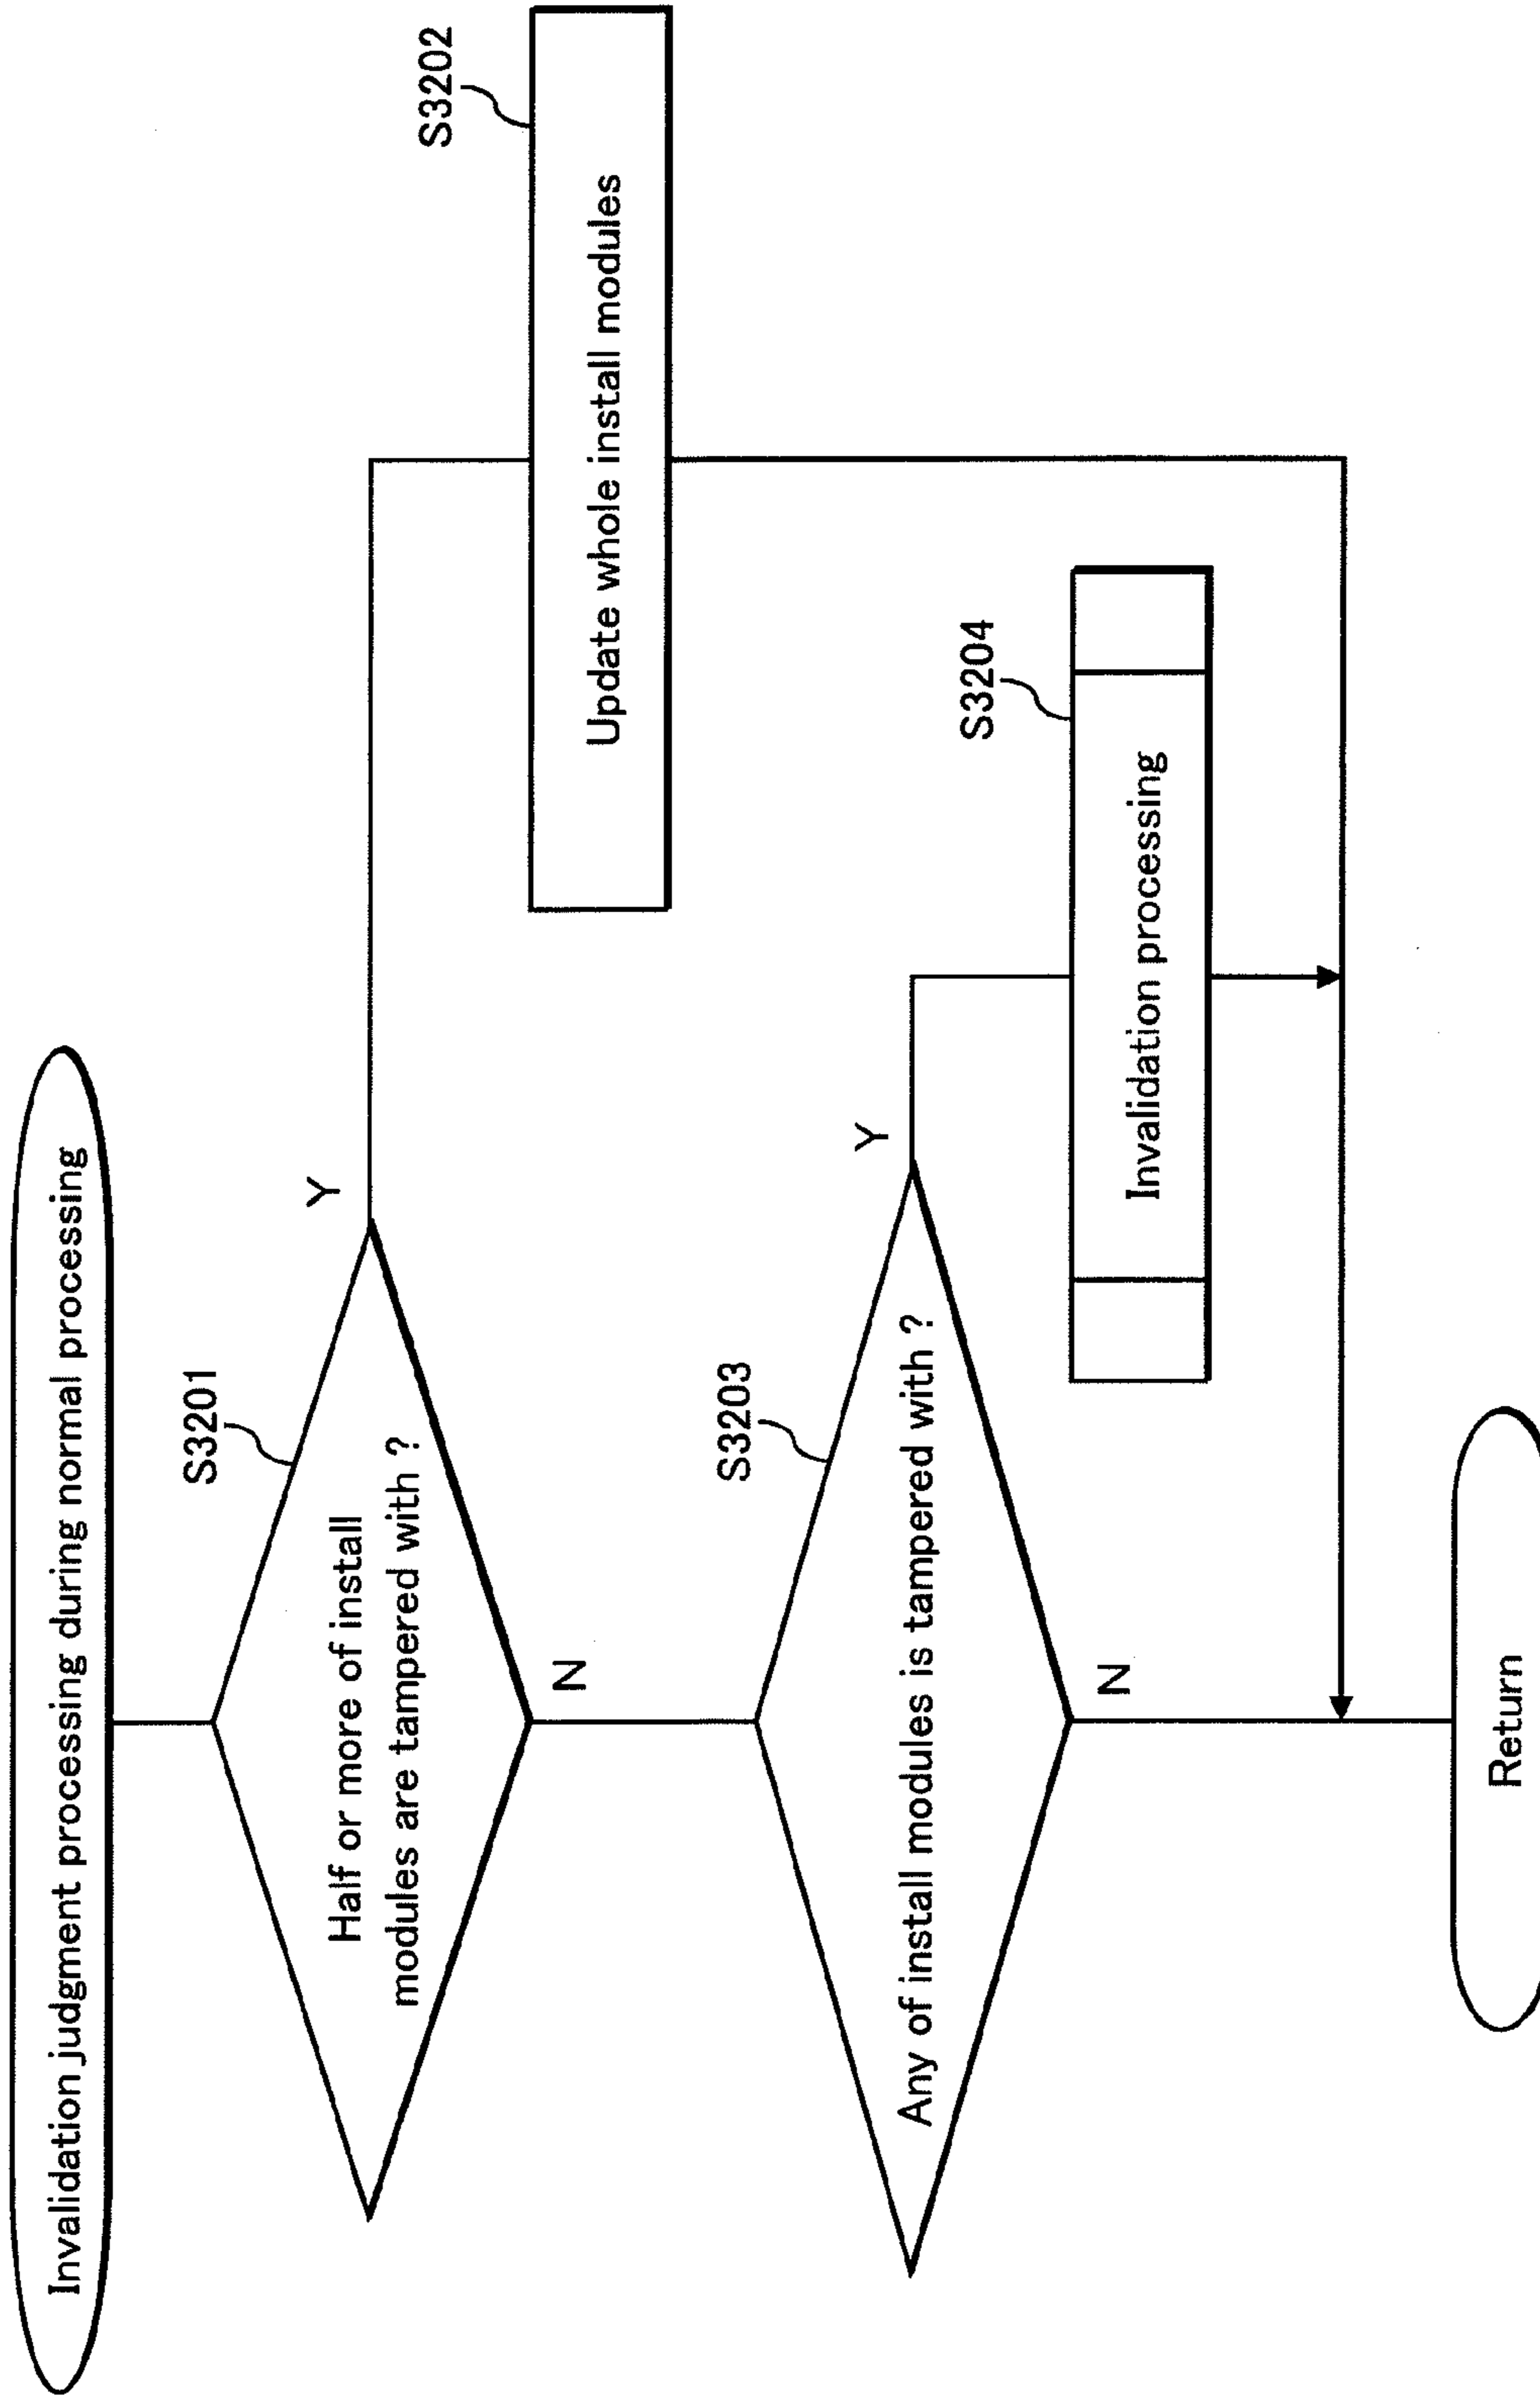 Invalidation judgment processing during normal processing
S3201
Half or more of install
modules are tampered with ?
Y
N
S3202
Update whole install modules
S3203
Any of install modules is tampered with ?
Y
N
S3204
Invalidation processing
Return